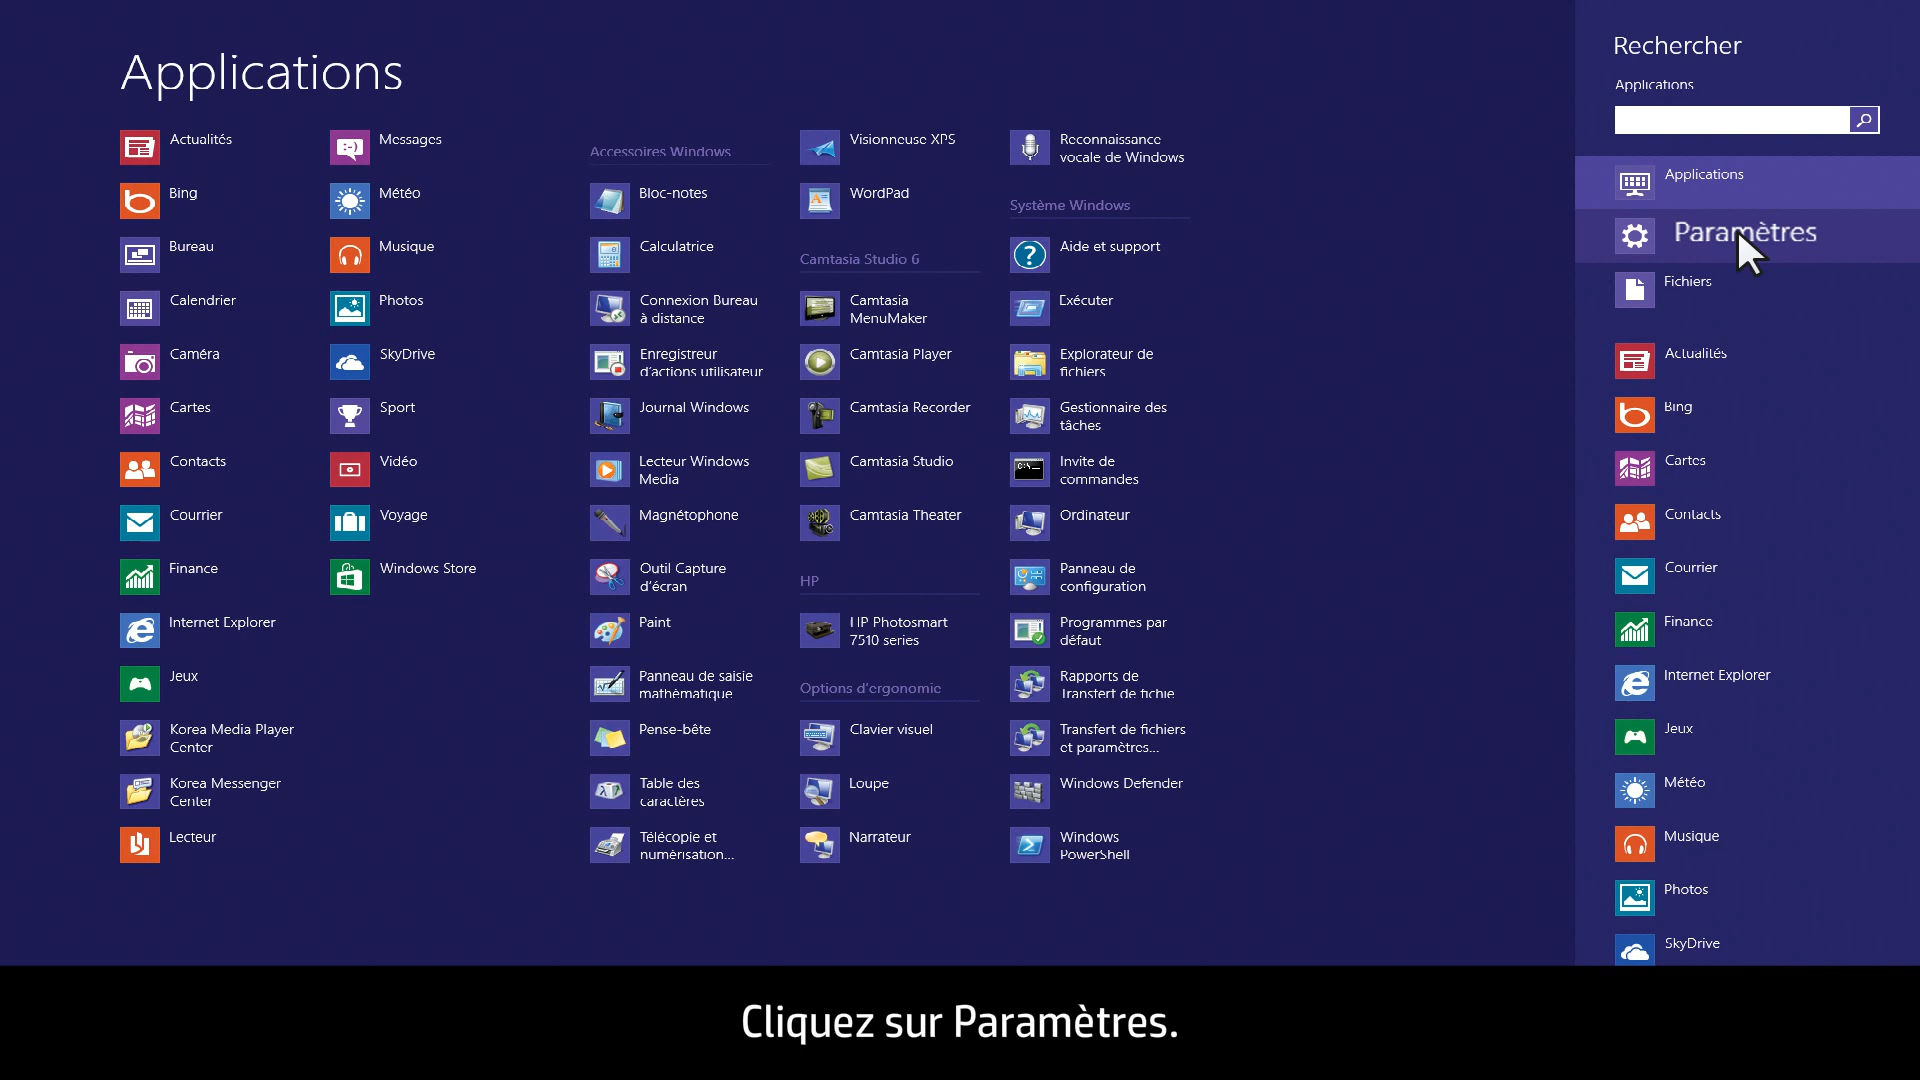 Applications
Actualités
Bing
Bureau
Calendrier
Caméra
Cartes
Contacts
Courrier
Finance
Internet Explorer
Jeux
Korea Media Player
Center
Korea Messenger
Center
Lecteur
Messages
Météo
Musique
Photos
SkyDrive
Sport
Vidéo
Voyage
Windows Store
Accessoires Windows
Bloc-notes
Calculatrice
Connexion Bureau
à distance
Enregistreur
d'actions utilisateur
Journal Windows
Lecteur Windows
Media
Magnétophone
Outil Capture
d'écran
Paint
Panneau de saisie
mathématique
Pense-bête
Table des
caractères
Télécopie et
numérisation...
Visionneuse XPS
WordPad
Camtasia Studio 6
Camtasia
MenuMaker
Camtasia Player
Camtasia Recorder
Camtasia Studio
Camtasia Theater
HP
HP Photosmart
7510 series
Options d'ergonomie
Clavier visuel
Loupe
Narrateur
Reconnaissance
vocale de Windows
Système Windows
Aide et support
Exécuter
Explorateur de
fichiers
Gestionnaire des
tâches
Invite de
commandes
Ordinateur
Panneau de
configuration
Programmes par
défaut
Rapports de
Transfert de fichie
Transfert de fichiers
et paramètres...
Windows Defender
Windows
PowerShell
Rechercher
Applications
Applications
Paramètres
Fichiers
Actualités
Bing
Cartes
Contacts
Courrier
Finance
Internet Explorer
Jeux
Météo
Musique
Photos
SkyDrive
Cliquez sur Paramètres.